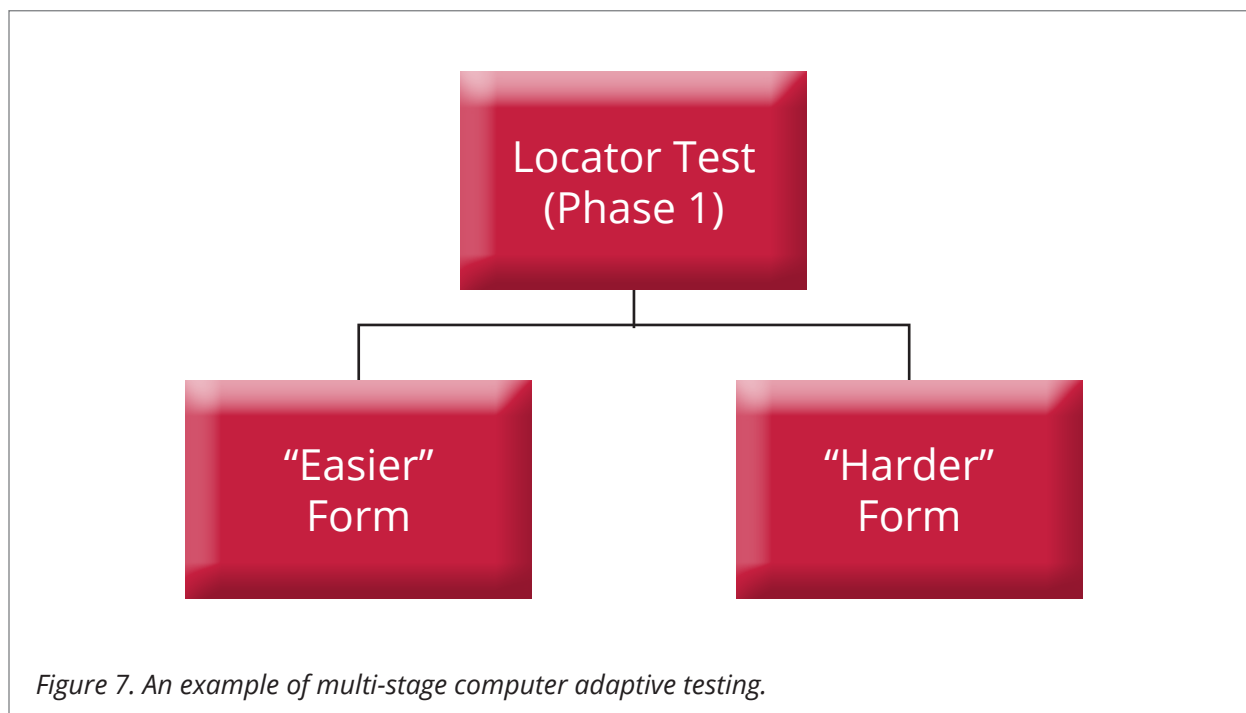 Locator Test
(Phase 1)
“Easier”
Form
“Harder”
Form
Figure 7. An example of multi-stage computer adaptive testing.